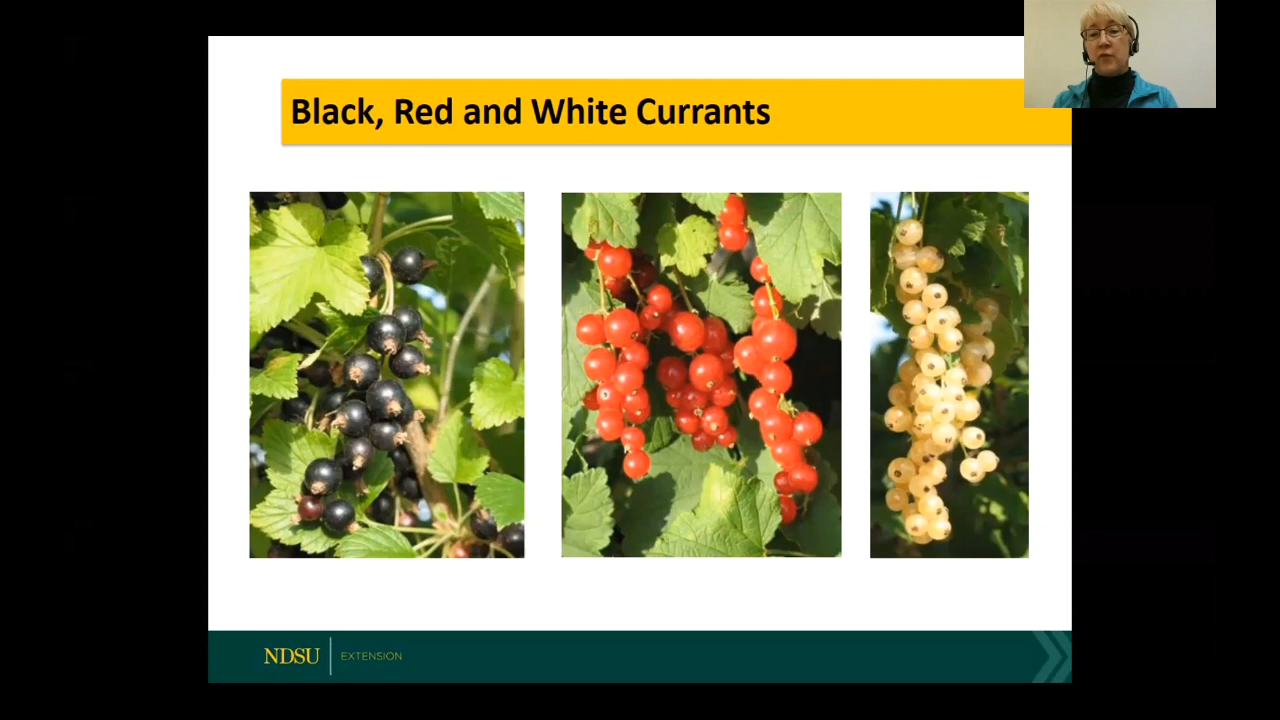 Black, Red and White Currants
NDSU EXTENSION